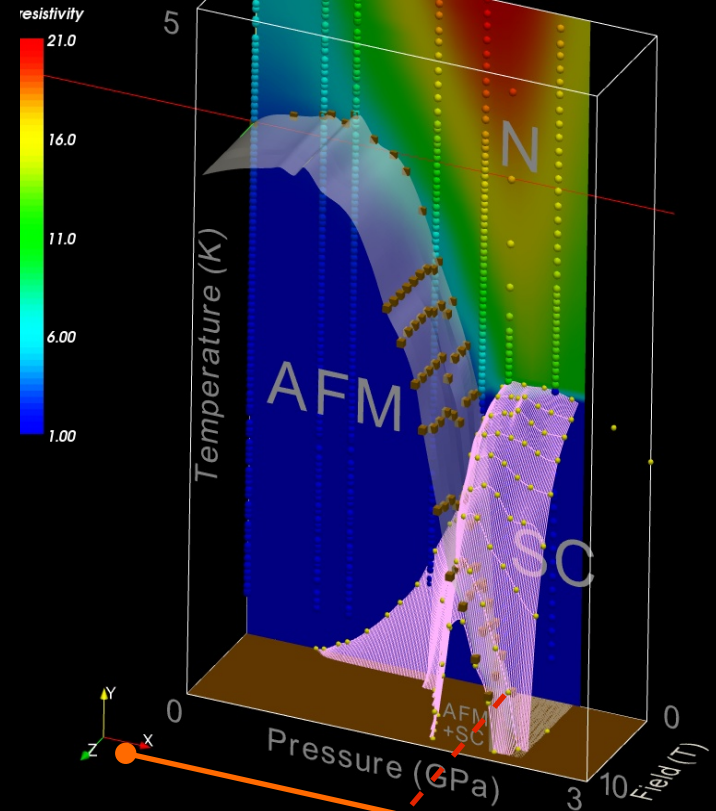 resistivity
21.0
16.0
11.0
6.00
1.00
5
N
Temperature (K)
AFM
SC
AFM
+SC
0
Pressure (GPa)
3
10
Field (T)
0
Y
X
Z